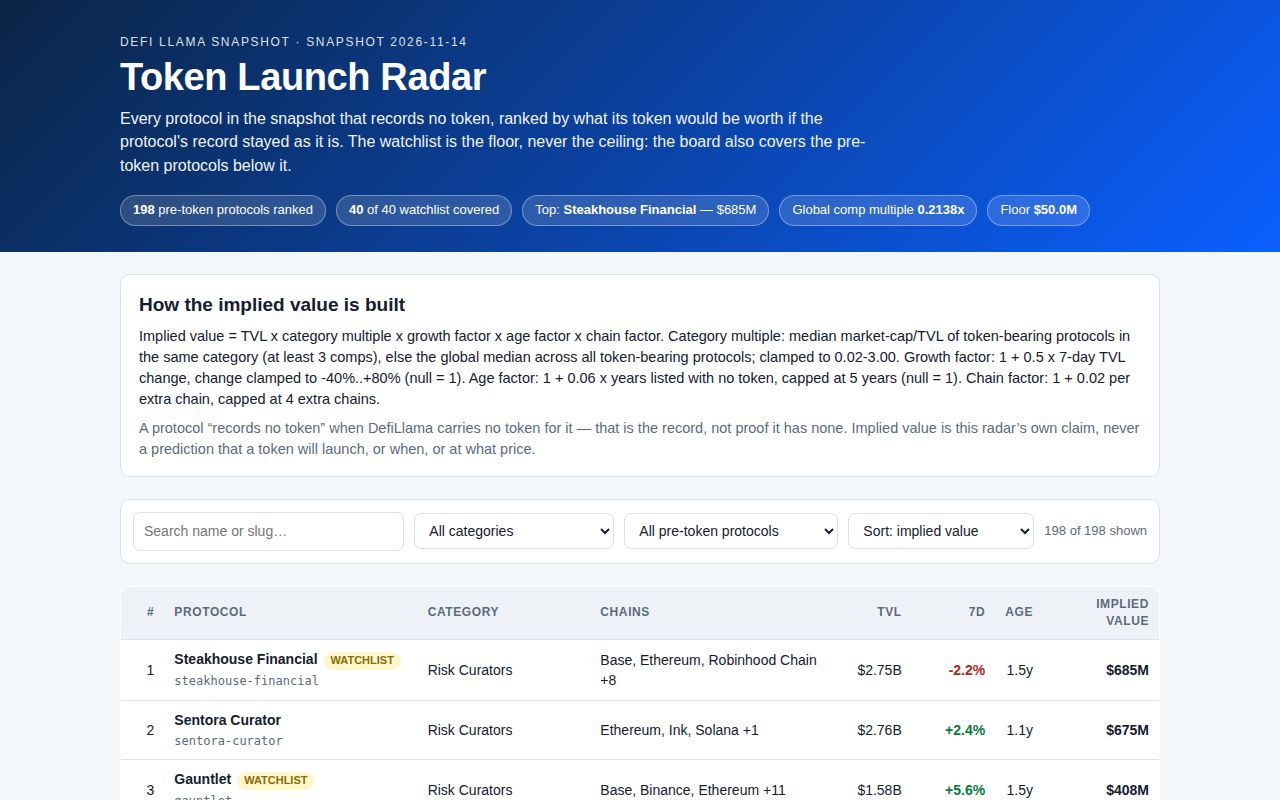 DEFI LLAMA SNAPSHOT · SNAPSHOT 2026-11-14
Token Launch Radar
Every protocol in the snapshot that records no token, ranked by what its token would be worth if the
protocol's record stayed as it is. The watchlist is the floor, never the ceiling: the board also covers the pre-
token protocols below it.
198 pre-token protocols ranked
40 of 40 watchlist covered
Top: Steakhouse Financial — $685M
Global comp multiple 0.2138x
Floor $50.0M
How the implied value is built
Implied value = TVL x category multiple x growth factor x age factor x chain factor. Category multiple: median market-cap/TVL of token-bearing protocols in
the same category (at least 3 comps), else the global median across all token-bearing protocols; clamped to 0.02-3.00. Growth factor: 1 + 0.5 x 7-day TVL
change, change clamped to -40%..+80% (null = 1). Age factor: 1 + 0.06 x years listed with no token, capped at 5 years (null = 1). Chain factor: 1 + 0.02 per
extra chain, capped at 4 extra chains.
A protocol “records no token” when DefiLlama carries no token for it — that is the record, not proof it has none. Implied value is this radar’s own claim, never
a prediction that a token will launch, or when, or at what price.
Search name or slug…
All categories
All pre-token protocols
Sort: implied value
198 of 198 shown
# PROTOCOL CATEGORY CHAINS TVL 7D AGE IMPLIED VALUE
1 Steakhouse Financial WATCHLIST steakhouse-financial Risk Curators Base, Ethereum, Robinhood Chain +8 $2.75B -2.2% 1.5y $685M
2 Sentora Curator sentora-curator Risk Curators Ethereum, Ink, Solana +1 $2.76B +2.4% 1.1y $675M
3 Gauntlet WATCHLIST gauntlet Risk Curators Base, Binance, Ethereum +11 $1.58B +5.6% 1.5y $408M